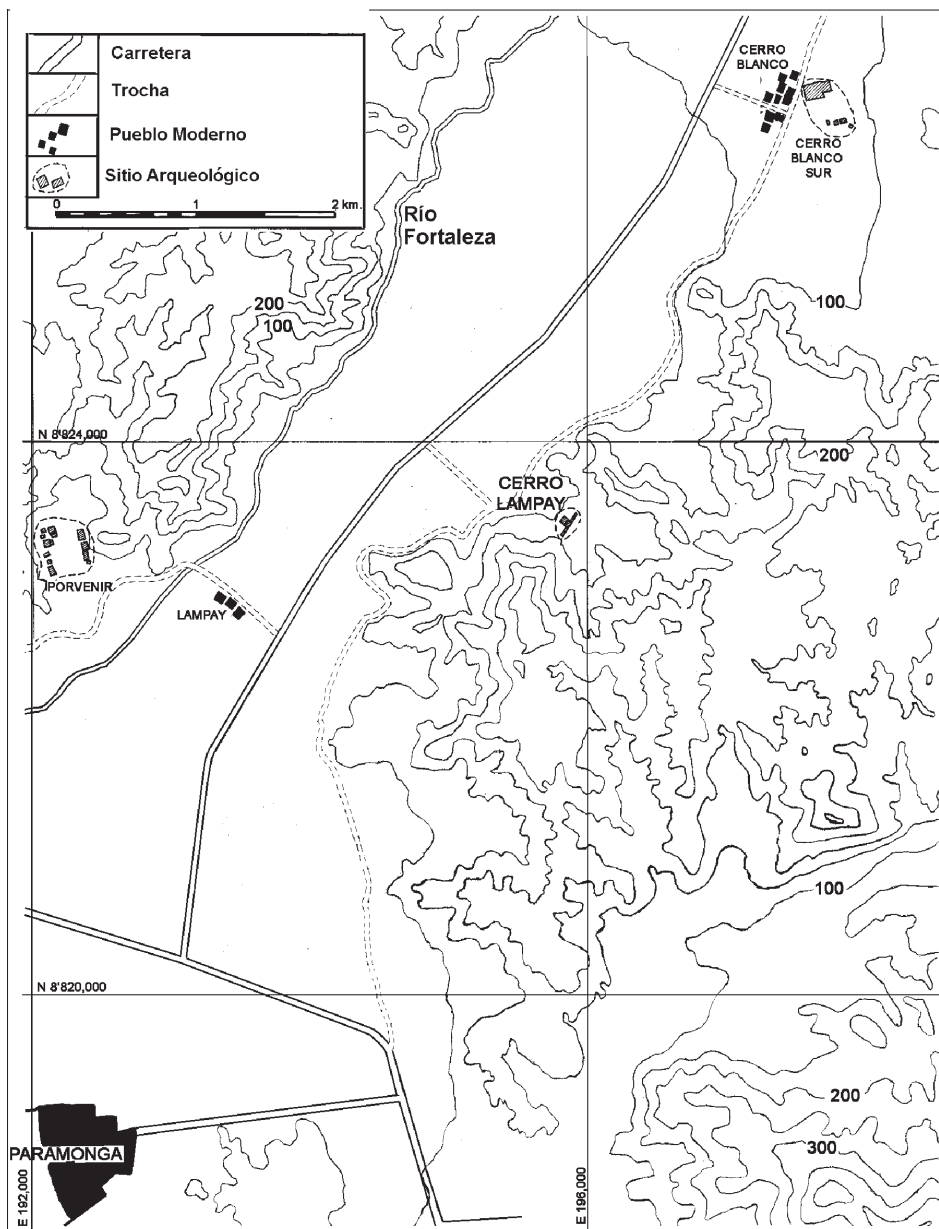 Carretera
Trocha
Pueblo Moderno
Sitio Arqueológico
0 1 2 km.
CERRO
BLANCO
CERRO
BLANCO
SUR
Río
Fortaleza
200
100
100
N 8'824,000
200
CERRO
LAMPAY
PORVENIR
LAMPAY
100
N 8'820,000
200
300
PARAMONGA
E 192,000
E 196,000